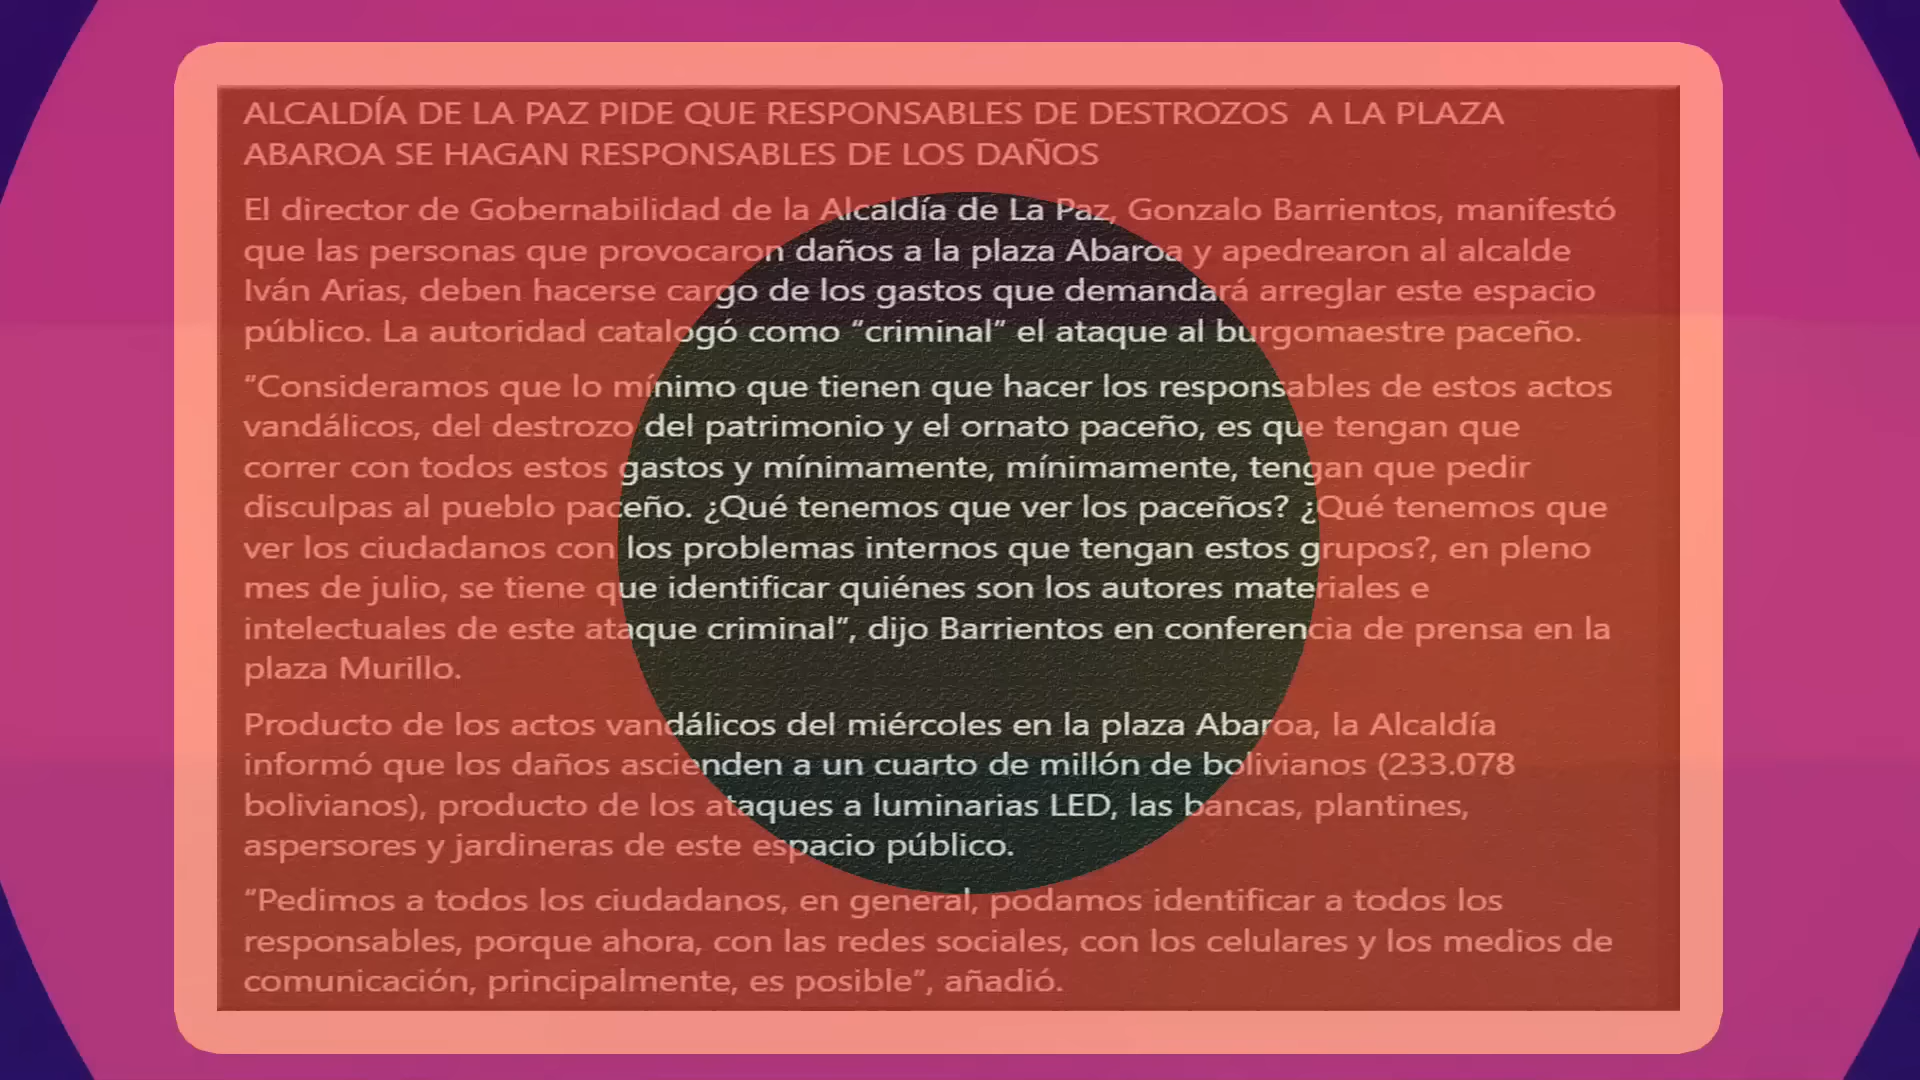 ALCALDÍA DE LA PAZ PIDE QUE RESPONSABLES DE DESTROZOS A LA PLAZA
ABAROA SE HAGAN RESPONSABLES DE LOS DAÑOS
El director de Gobernabilidad de la Alcaldía de La Paz, Gonzalo Barrientos, manifestó
que las personas que provocaron daños a la plaza Abaroa y apedrearon al alcalde
Iván Arias, deben hacerse cargo de los gastos que demandará arreglar este espacio
público. La autoridad catalogó como “criminal” el ataque al burgomaestre paceño.
“Consideramos que lo mínimo que tienen que hacer los responsables de estos actos
vandálicos, del destrozo del patrimonio y el ornato paceño, es que tengan que
correr con todos estos gastos y mínimamente, mínimamente, tengan que pedir
disculpas al pueblo paceño. ¿Qué tenemos que ver los paceños? ¿Qué tenemos que
ver los ciudadanos con los problemas internos que tengan estos grupos?, en pleno
mes de julio, se tiene que identificar quiénes son los autores materiales e
intelectuales de este ataque criminal”, dijo Barrientos en conferencia de prensa en la
plaza Murillo.
Producto de los actos vandálicos del miércoles en la plaza Abaroa, la Alcaldía
informó que los daños ascienden a un cuarto de millón de bolivianos (233.078
bolivianos), producto de los ataques a luminarias LED, las bancas, plantines,
aspersores y jardineras de este espacio público.
“Pedimos a todos los ciudadanos, en general, podamos identificar a todos los
responsables, porque ahora, con las redes sociales, con los celulares y los medios de
comunicación, principalmente, es posible”, añadió.